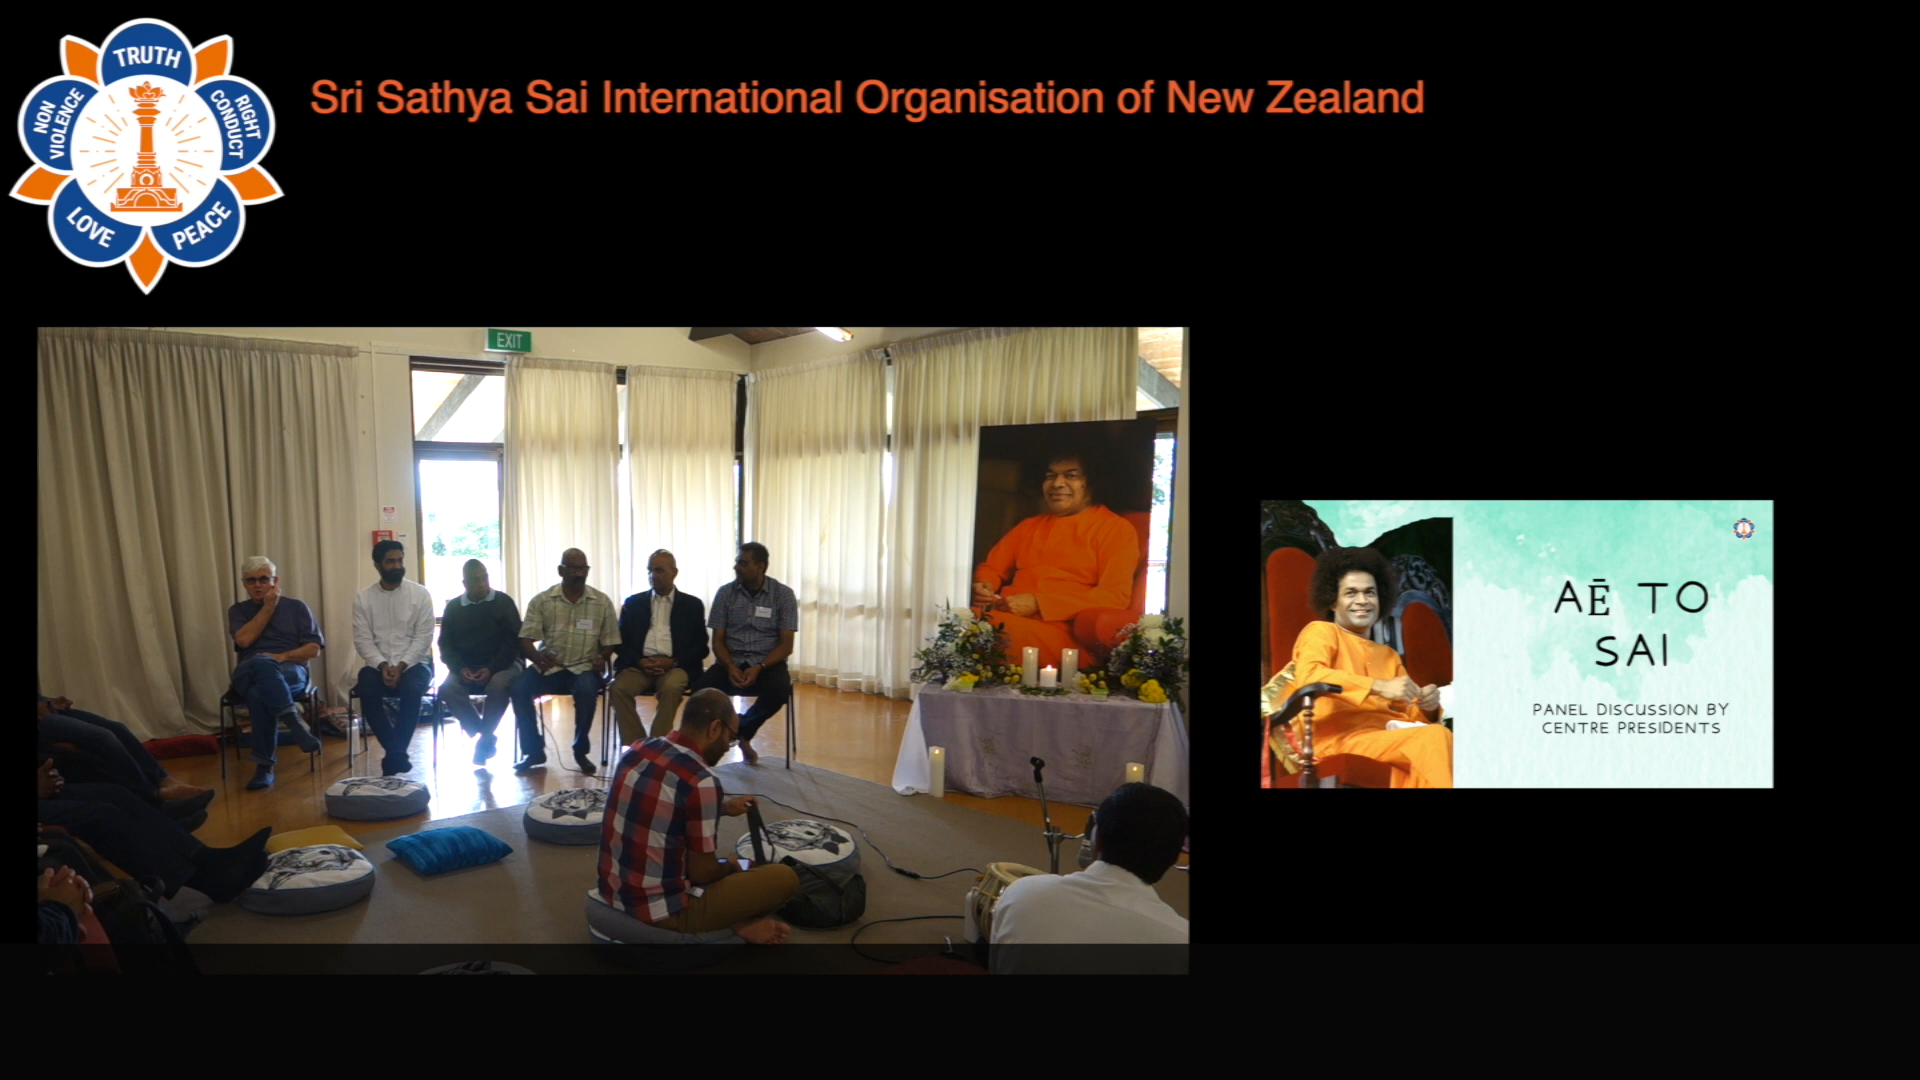 TRUTH
NON VIOLENCE
RIGHT CONDUCT
LOVE
PEACE
Sri Sathya Sai International Organisation of New Zealand
EXIT
AĒ TO
SAI
PANEL DISCUSSION BY
CENTRE PRESIDENTS